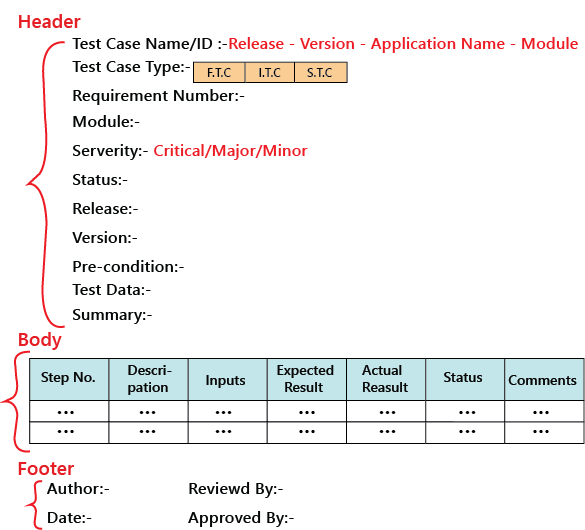 Header
Test Case Name/ID :-Release - Version - Application Name - Module
Test Case Type:- F.T.C I.T.C S.T.C
Requirement Number:-
Module:-
Serverity:- Critical/Major/Minor
Status:-
Release:-
Version:-
Pre-condition:-
Test Data:-
Summary:-
Body
Step No. Descri-pation Inputs Expected Result Actual Reasult Status Comments
... ... ... ... ... ... ...
... ... ... ... ... ... ...
Footer
Author:- Reviewd By:-
Date:- Approved By:-